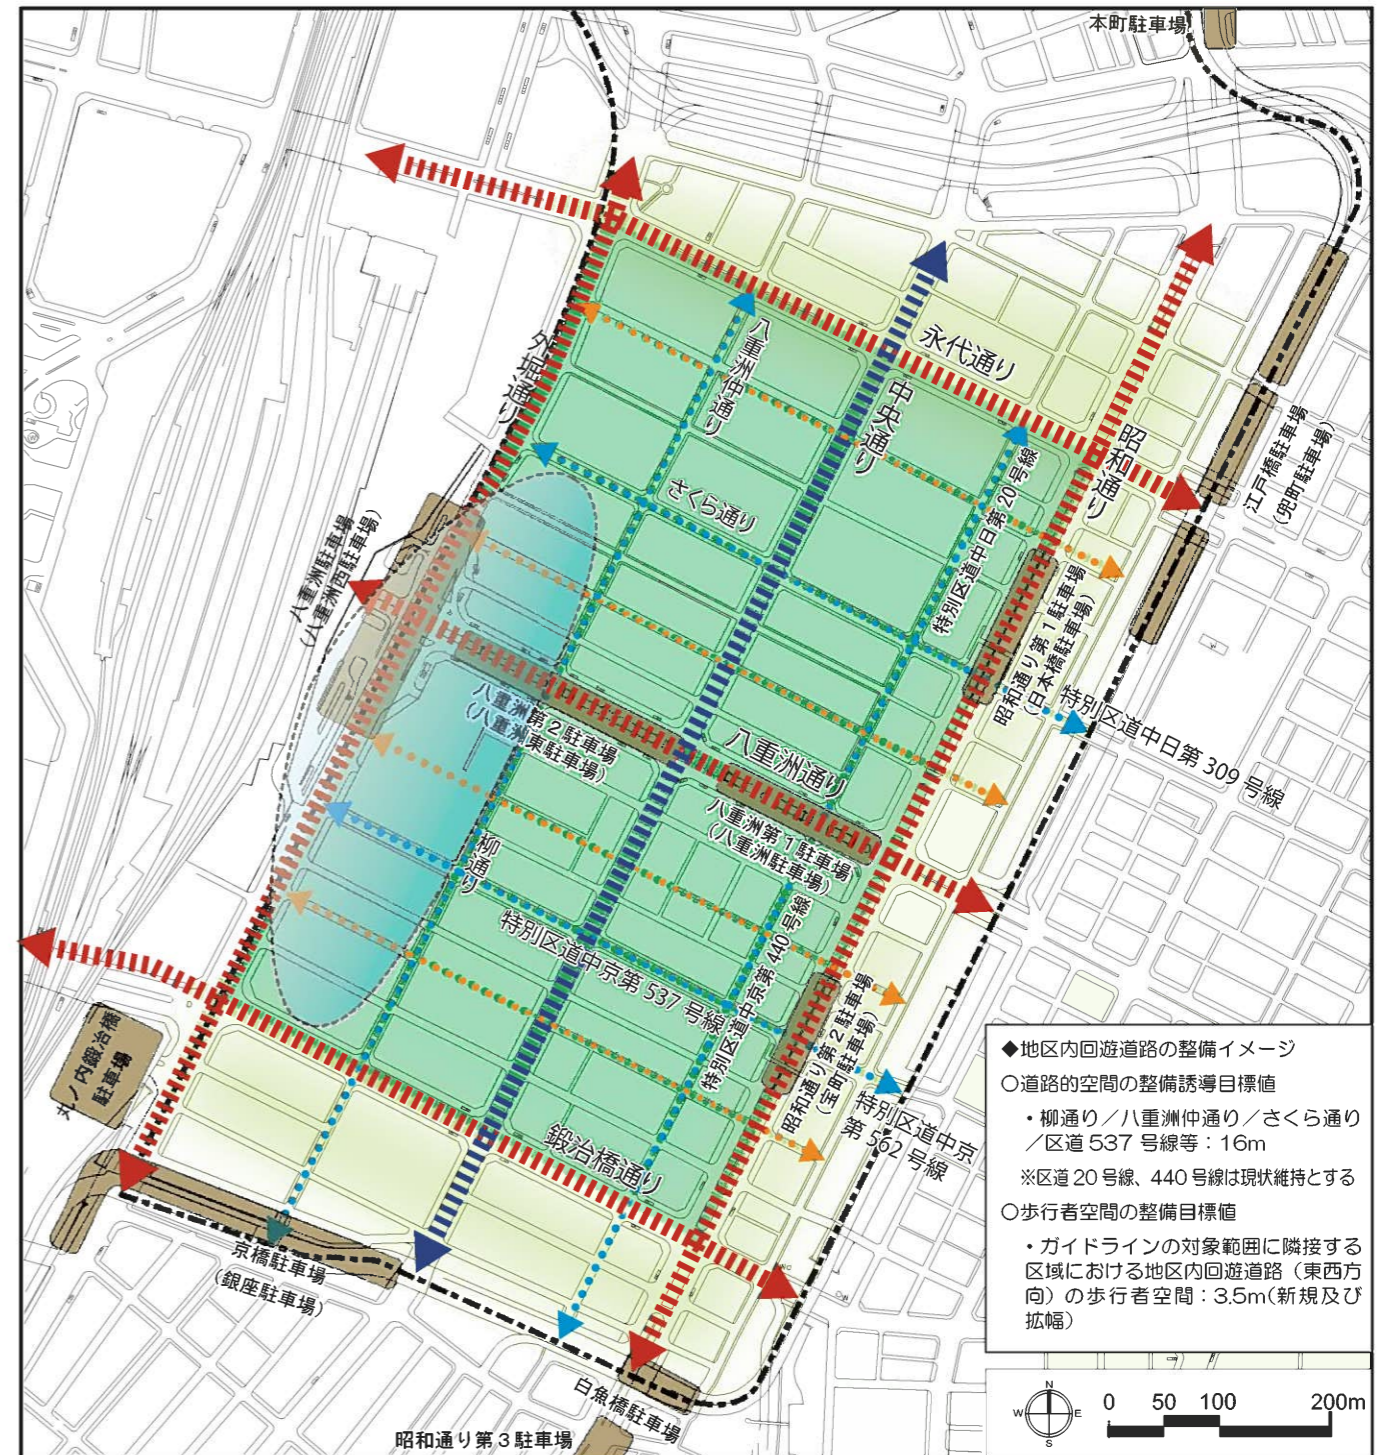 本町駐車場
永代通り
外堀通り
八重洲仲通り
中央通り
昭和通り
さくら通り
特別区道中日第20号線
江戸橋駐車場
(兜町駐車場)
八重洲駐車場
(八重洲西駐車場)
昭和通り第1駐車場
(日本橋駐車場)
特別区道中日第309号線
八重洲第2駐車場
(八重洲東駐車場)
八重洲通り
八重洲第1駐車場
(八重洲駐車場)
柳通り
特別区道中京第537号線
特別区道中京第440号線
昭和通り第2駐車場
(宝町駐車場)
特別区道中京
第562号線
丸ノ内鍛冶橋
駐車場
鍛冶橋通り
京橋駐車場
(銀座駐車場)
白魚橋駐車場
昭和通り第3駐車場
◆地区内回遊道路の整備イメージ
○道路的空間の整備誘導目標値
・柳通り/八重洲仲通り/さくら通り
/区道537号線等:16m
※区道20号線、440号線は現状維持とする
○歩行者空間の整備目標値
・ガイドラインの対象範囲に隣接する
区域における地区内回遊道路(東西方
向)の歩行者空間:3.5m(新規及び
拡幅)
N
W E
S
0 50 100 200m